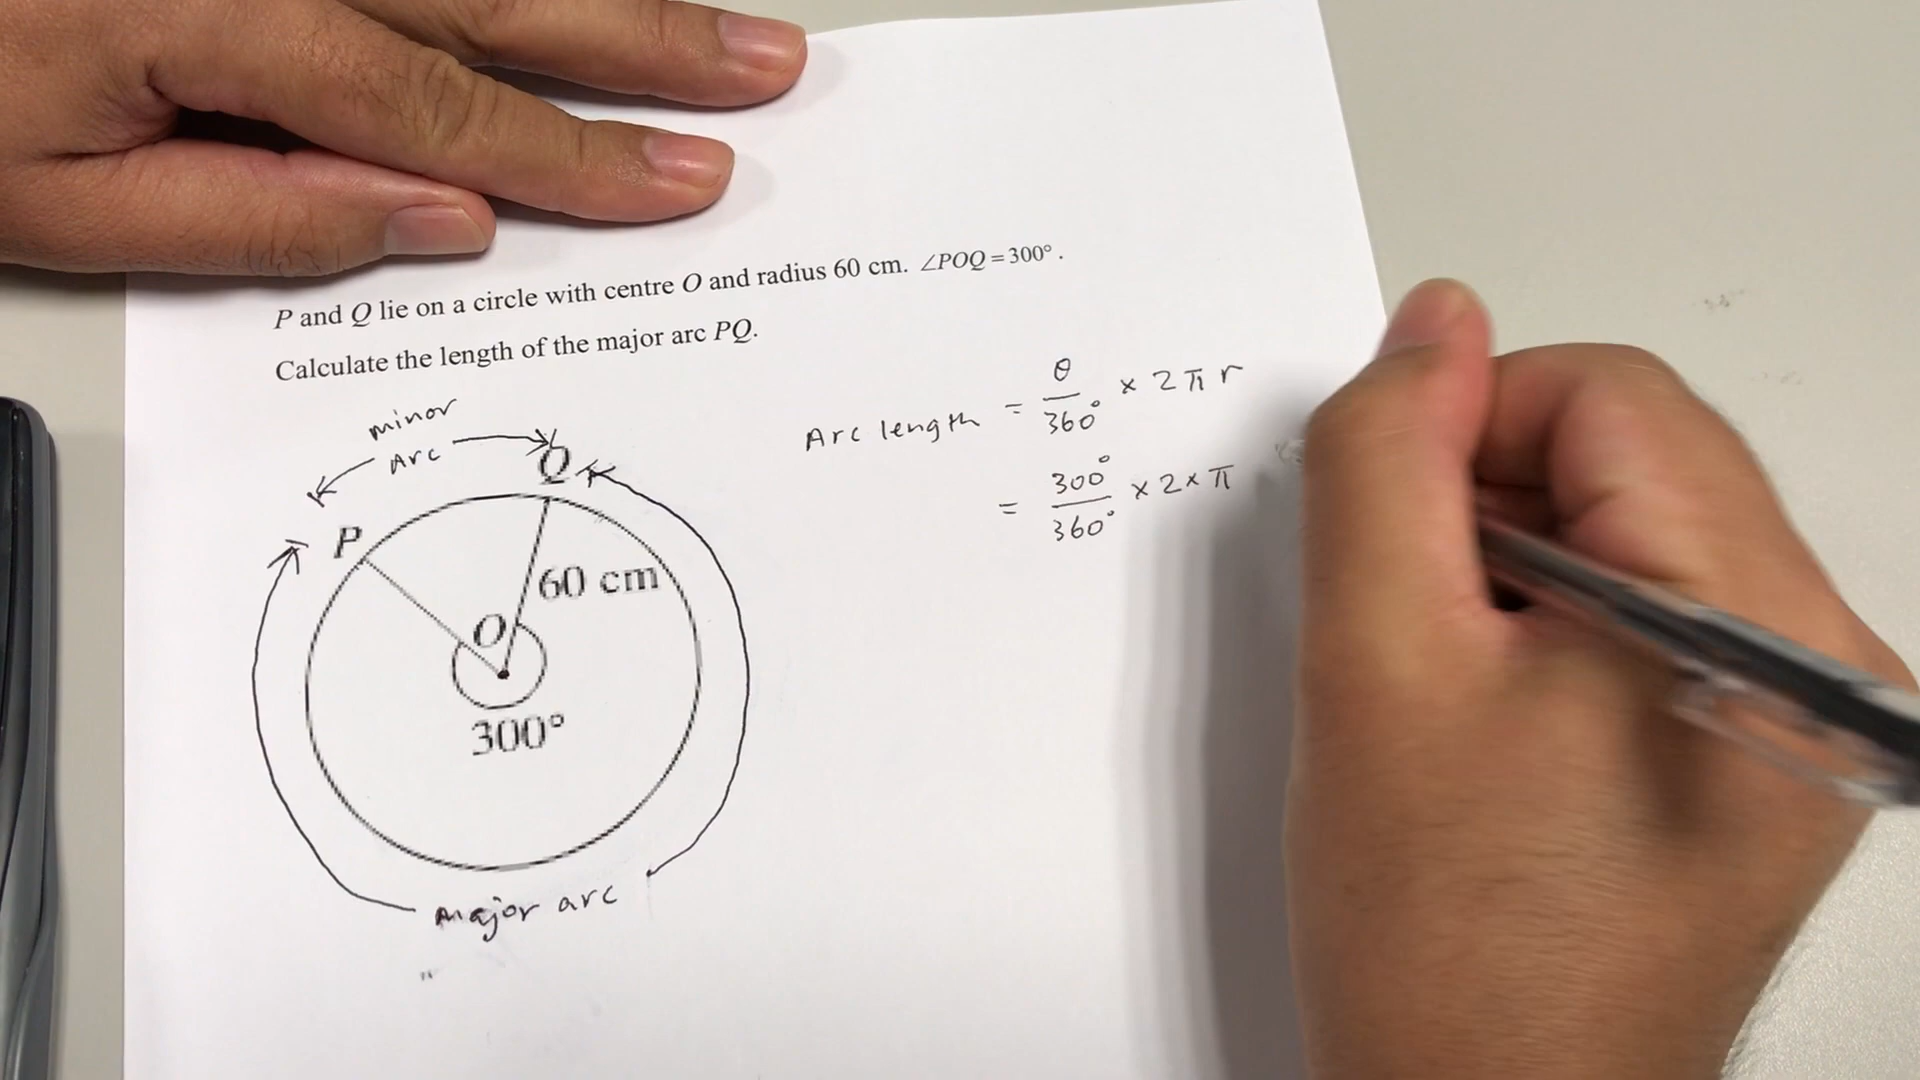 P and Q lie on a circle with centre O and radius 60 cm. ∠POQ = 300°.
Calculate the length of the major arc PQ.
minor
Arc
Q
P
60 cm
O
300°
major arc
Arc length = θ/360° × 2πr
= 300°/360° × 2 × π